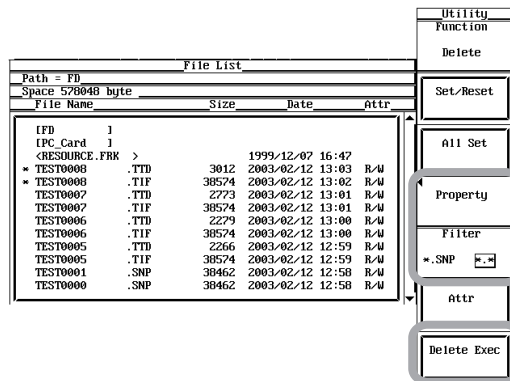 Utility
Function
Delete
File List
Path = FD
Space 578048 byte
File Name Size Date Attr
[FD ]
[PC_Card ]
<RESOURCE.FRK > 1999/12/07 16:47
* TEST0008 .TTD 3012 2003/02/12 13:03 R/W
* TEST0008 .TIF 38574 2003/02/12 13:02 R/W
TEST0007 .TTD 2773 2003/02/12 13:01 R/W
TEST0007 .TIF 38574 2003/02/12 13:01 R/W
TEST0006 .TTD 2279 2003/02/12 13:00 R/W
TEST0006 .TIF 38574 2003/02/12 13:00 R/W
TEST0005 .TTD 2266 2003/02/12 12:59 R/W
TEST0005 .TIF 38574 2003/02/12 12:59 R/W
TEST0001 .SNP 38462 2003/02/12 12:58 R/W
TEST0000 .SNP 38462 2003/02/12 12:58 R/W
Set/Reset
All Set
Property
Filter
*.SNP *.*
Attr
Delete Exec